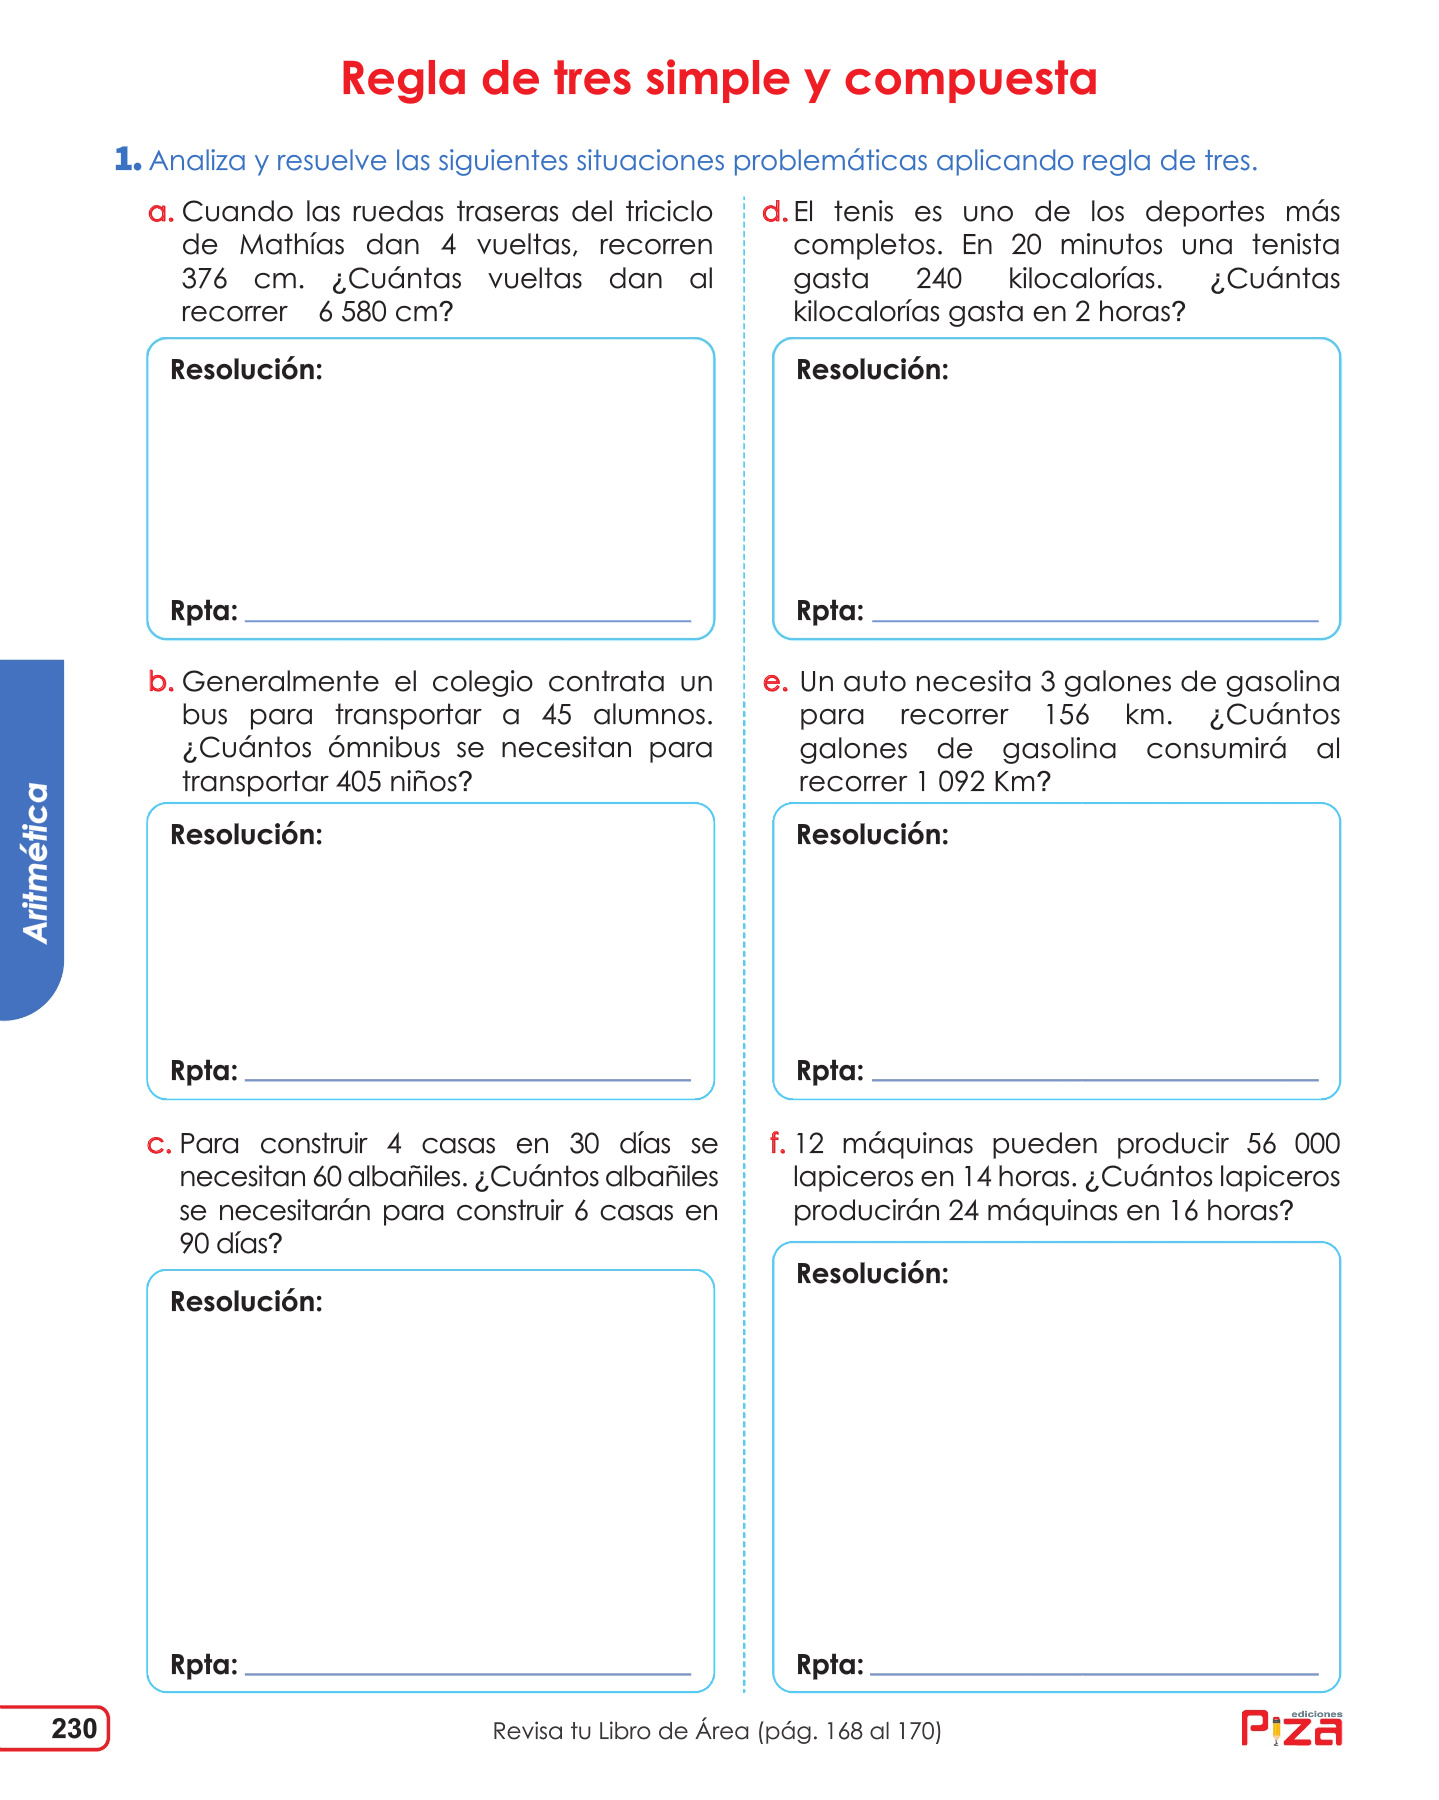 Regla de tres simple y compuesta
1. Analiza y resuelve las siguientes situaciones problemáticas aplicando regla de tres.
a. Cuando las ruedas traseras del triciclo
de Mathías dan 4 vueltas, recorren
376 cm. ¿Cuántas vueltas dan al
recorrer 6 580 cm?
Resolución:
Rpta:
b. Generalmente el colegio contrata un
bus para transportar a 45 alumnos.
¿Cuántos ómnibus se necesitan para
transportar 405 niños?
Resolución:
Rpta:
c. Para construir 4 casas en 30 días se
necesitan 60 albañiles. ¿Cuántos albañiles
se necesitarán para construir 6 casas en
90 días?
Resolución:
Rpta:
d. El tenis es uno de los deportes más
completos. En 20 minutos una tenista
gasta 240 kilocalorías. ¿Cuántas
kilocalorías gasta en 2 horas?
Resolución:
Rpta:
e. Un auto necesita 3 galones de gasolina
para recorrer 156 km. ¿Cuántos
galones de gasolina consumirá al
recorrer 1 092 Km?
Resolución:
Rpta:
f. 12 máquinas pueden producir 56 000
lapiceros en 14 horas. ¿Cuántos lapiceros
producirán 24 máquinas en 16 horas?
Resolución:
Rpta:
Aritmética
230
Revisa tu Libro de Área (pág. 168 al 170)
ediciones
Piza